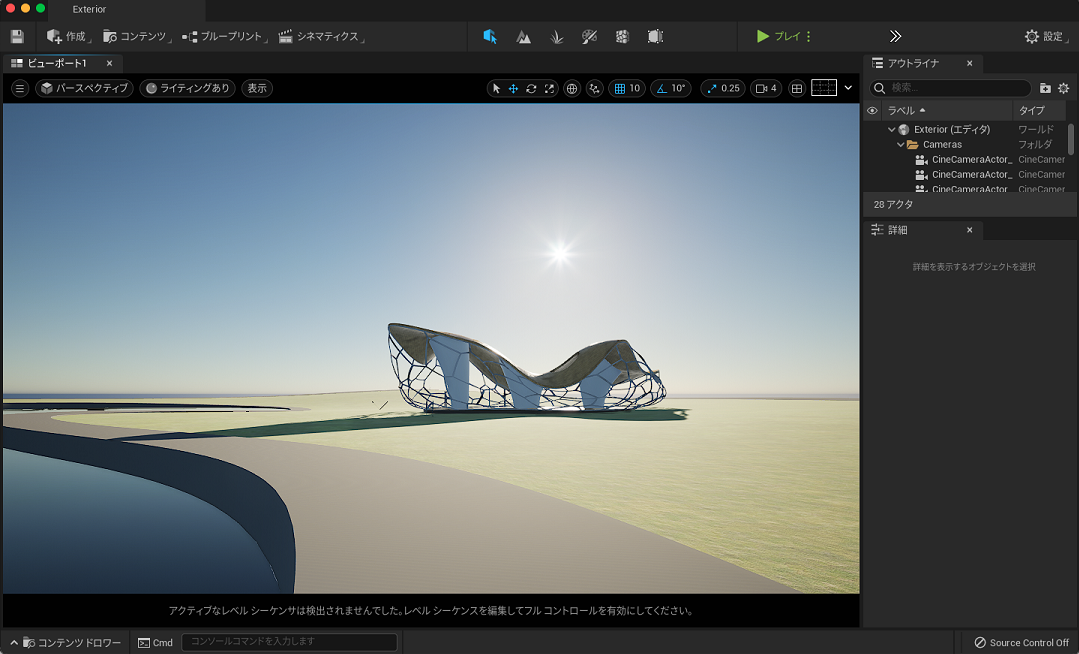 Exterior
作成 コンテンツ ブループリント シネマティックス プレイ 設定
ビューポート1
パースペクティブ ライティングあり 表示 10 10° 0.25 4
アウトライナ
検索...
ラベル タイプ
Exterior (エディタ) ワールド
Cameras フォルダ
CineCameraActor_ CineCamer
CineCameraActor_ CineCamer
CineCameraActor CineCamer
28 アクタ
詳細
詳細を表示するオブジェクトを選択
アクティブなレベル シーケンサは検出されませんでした。レベル シーケンスを編集してフル コントロールを有効にしてください。
コンテンツ ドロワー Cmd コンソールコマンドを入力します Source Control Off